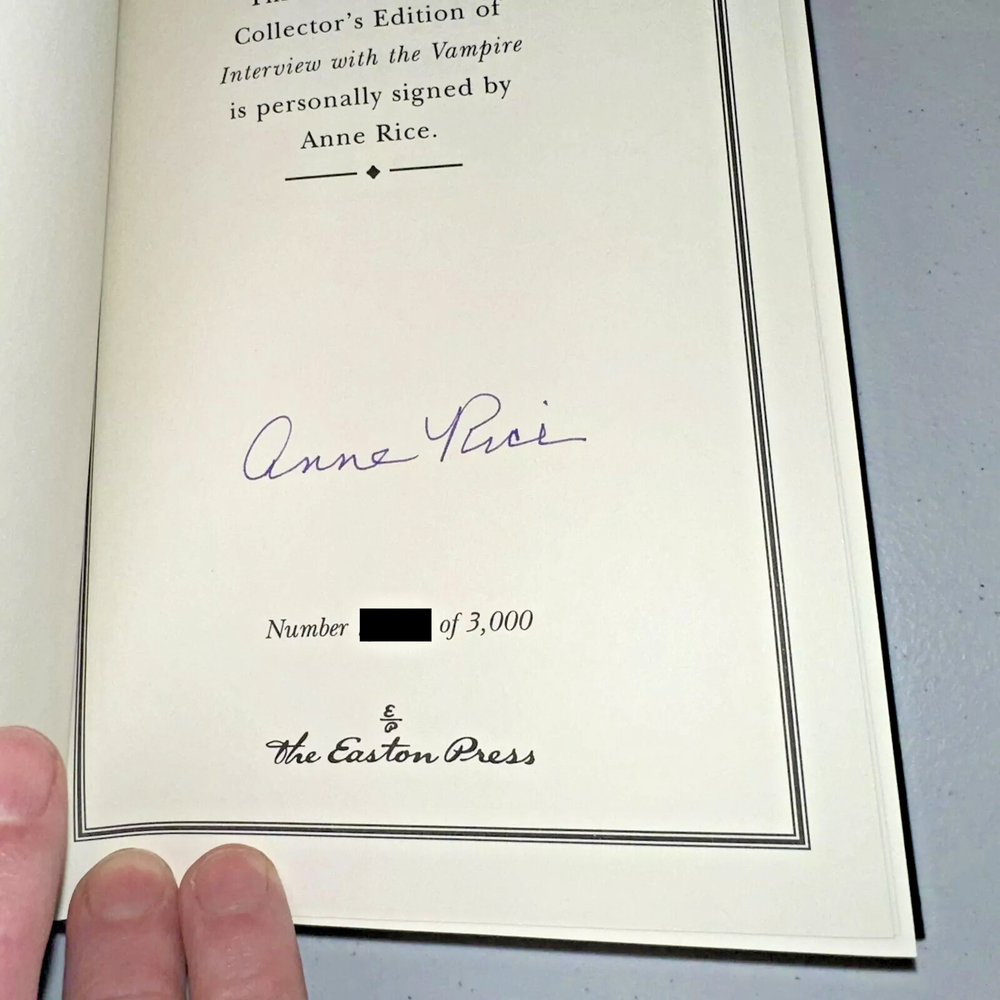 Collector's Edition of
Interview with the Vampire
is personally signed by
Anne Rice.
Anne Rice
Number of 3,000
E
P
The Easton Press